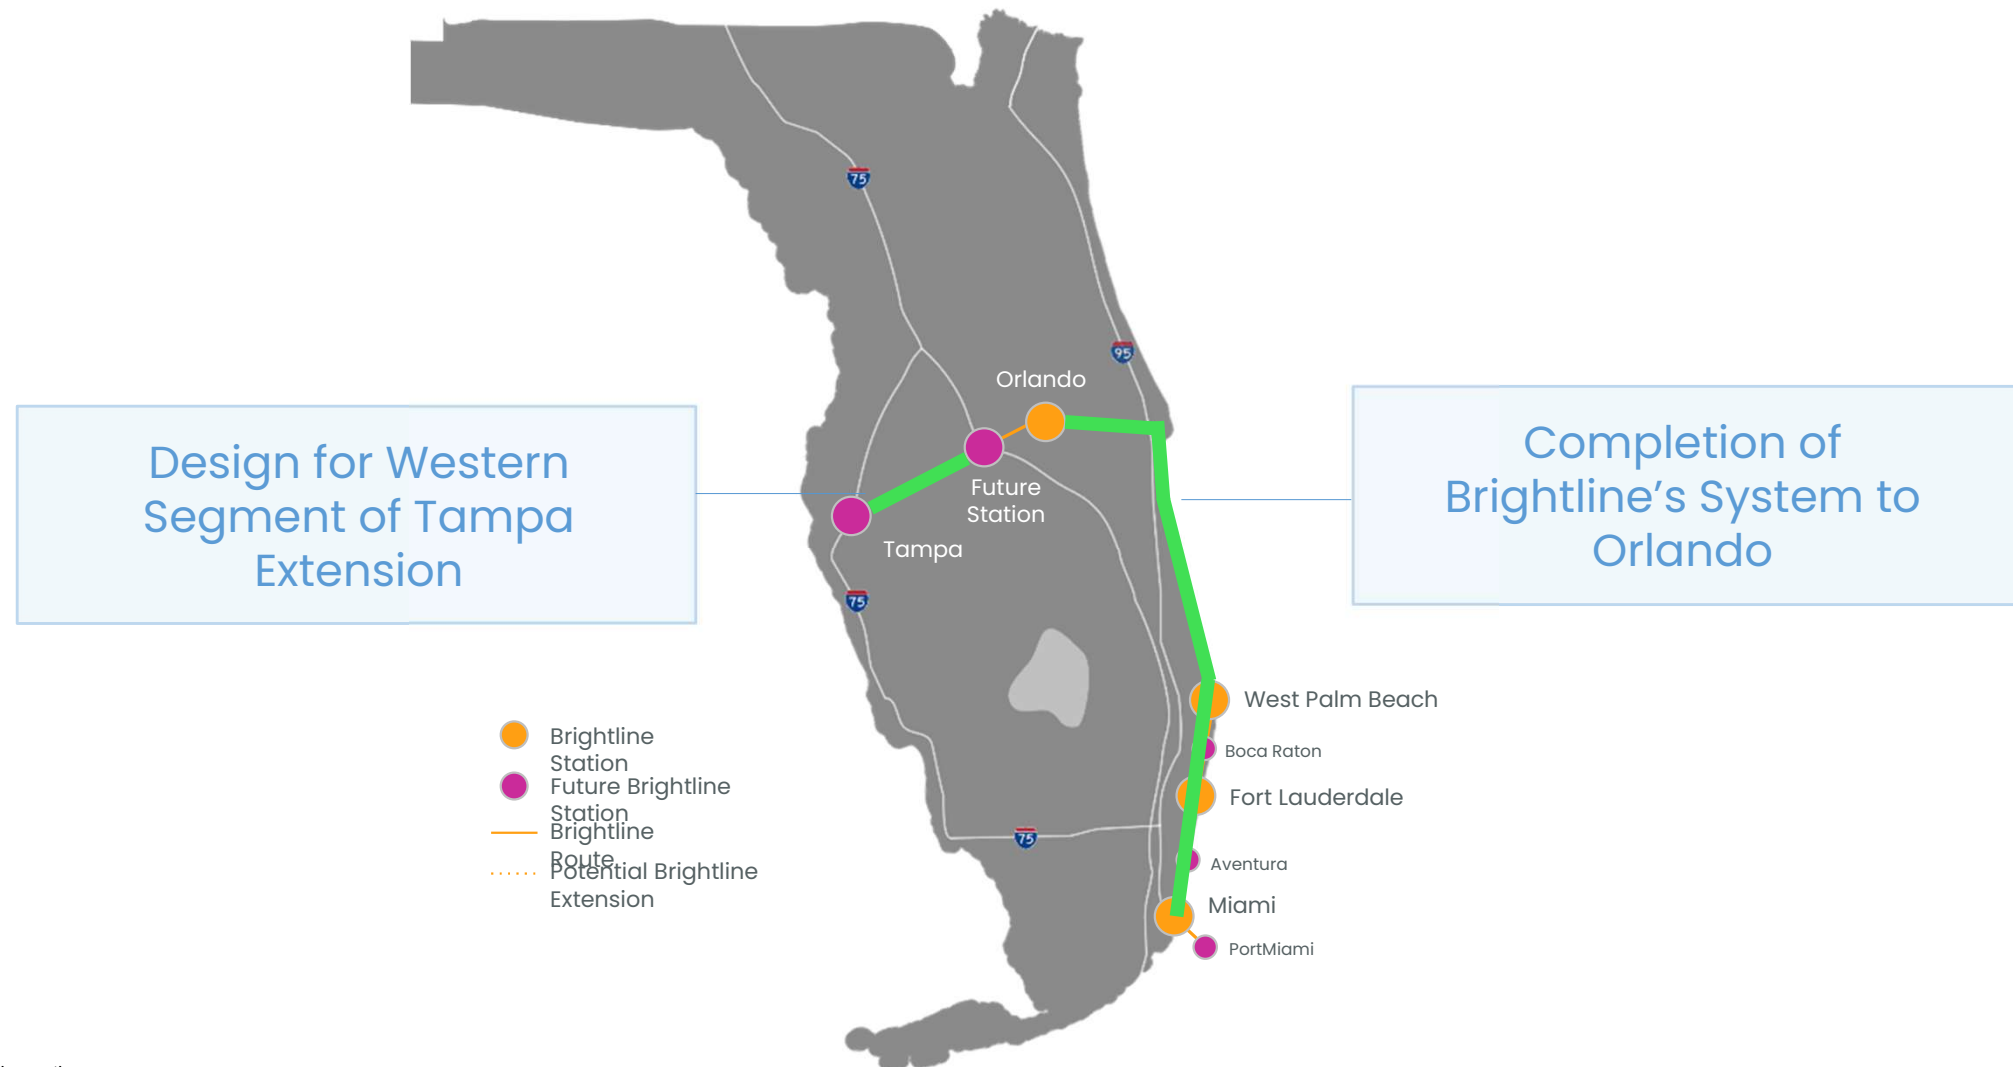 75
95
Orlando
Design for Western
Segment of Tampa
Extension
Completion of
Brightline’s System to
Orlando
Future
Station
Tampa
75
West Palm Beach
Boca Raton
Fort Lauderdale
75
Aventura
Miami
PortMiami
Brightline
Station
Future Brightline
Station
Brightline
Route
Potential Brightline
Extension